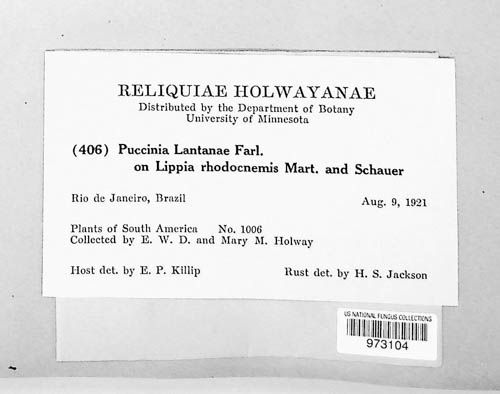 RELIQUIAE HOLWAYANAE
Distributed by the Department of Botany
University of Minnesota
(406) Puccinia Lantanae Farl.
on Lippia rhodocnemis Mart. and Schauer
Rio de Janeiro, Brazil Aug. 9, 1921
Plants of South America No. 1006
Collected by E. W. D. and Mary M. Holway
Host det. by E. P. Killip Rust det. by H. S. Jackson
US NATIONAL FUNGUS COLLECTIONS
973104